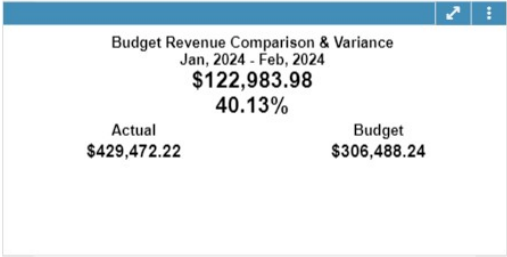 Budget Revenue Comparison & Variance
Jan, 2024 - Feb, 2024
$122,983.98
40.13%
Actual Budget
$429,472.22 $306,488.24